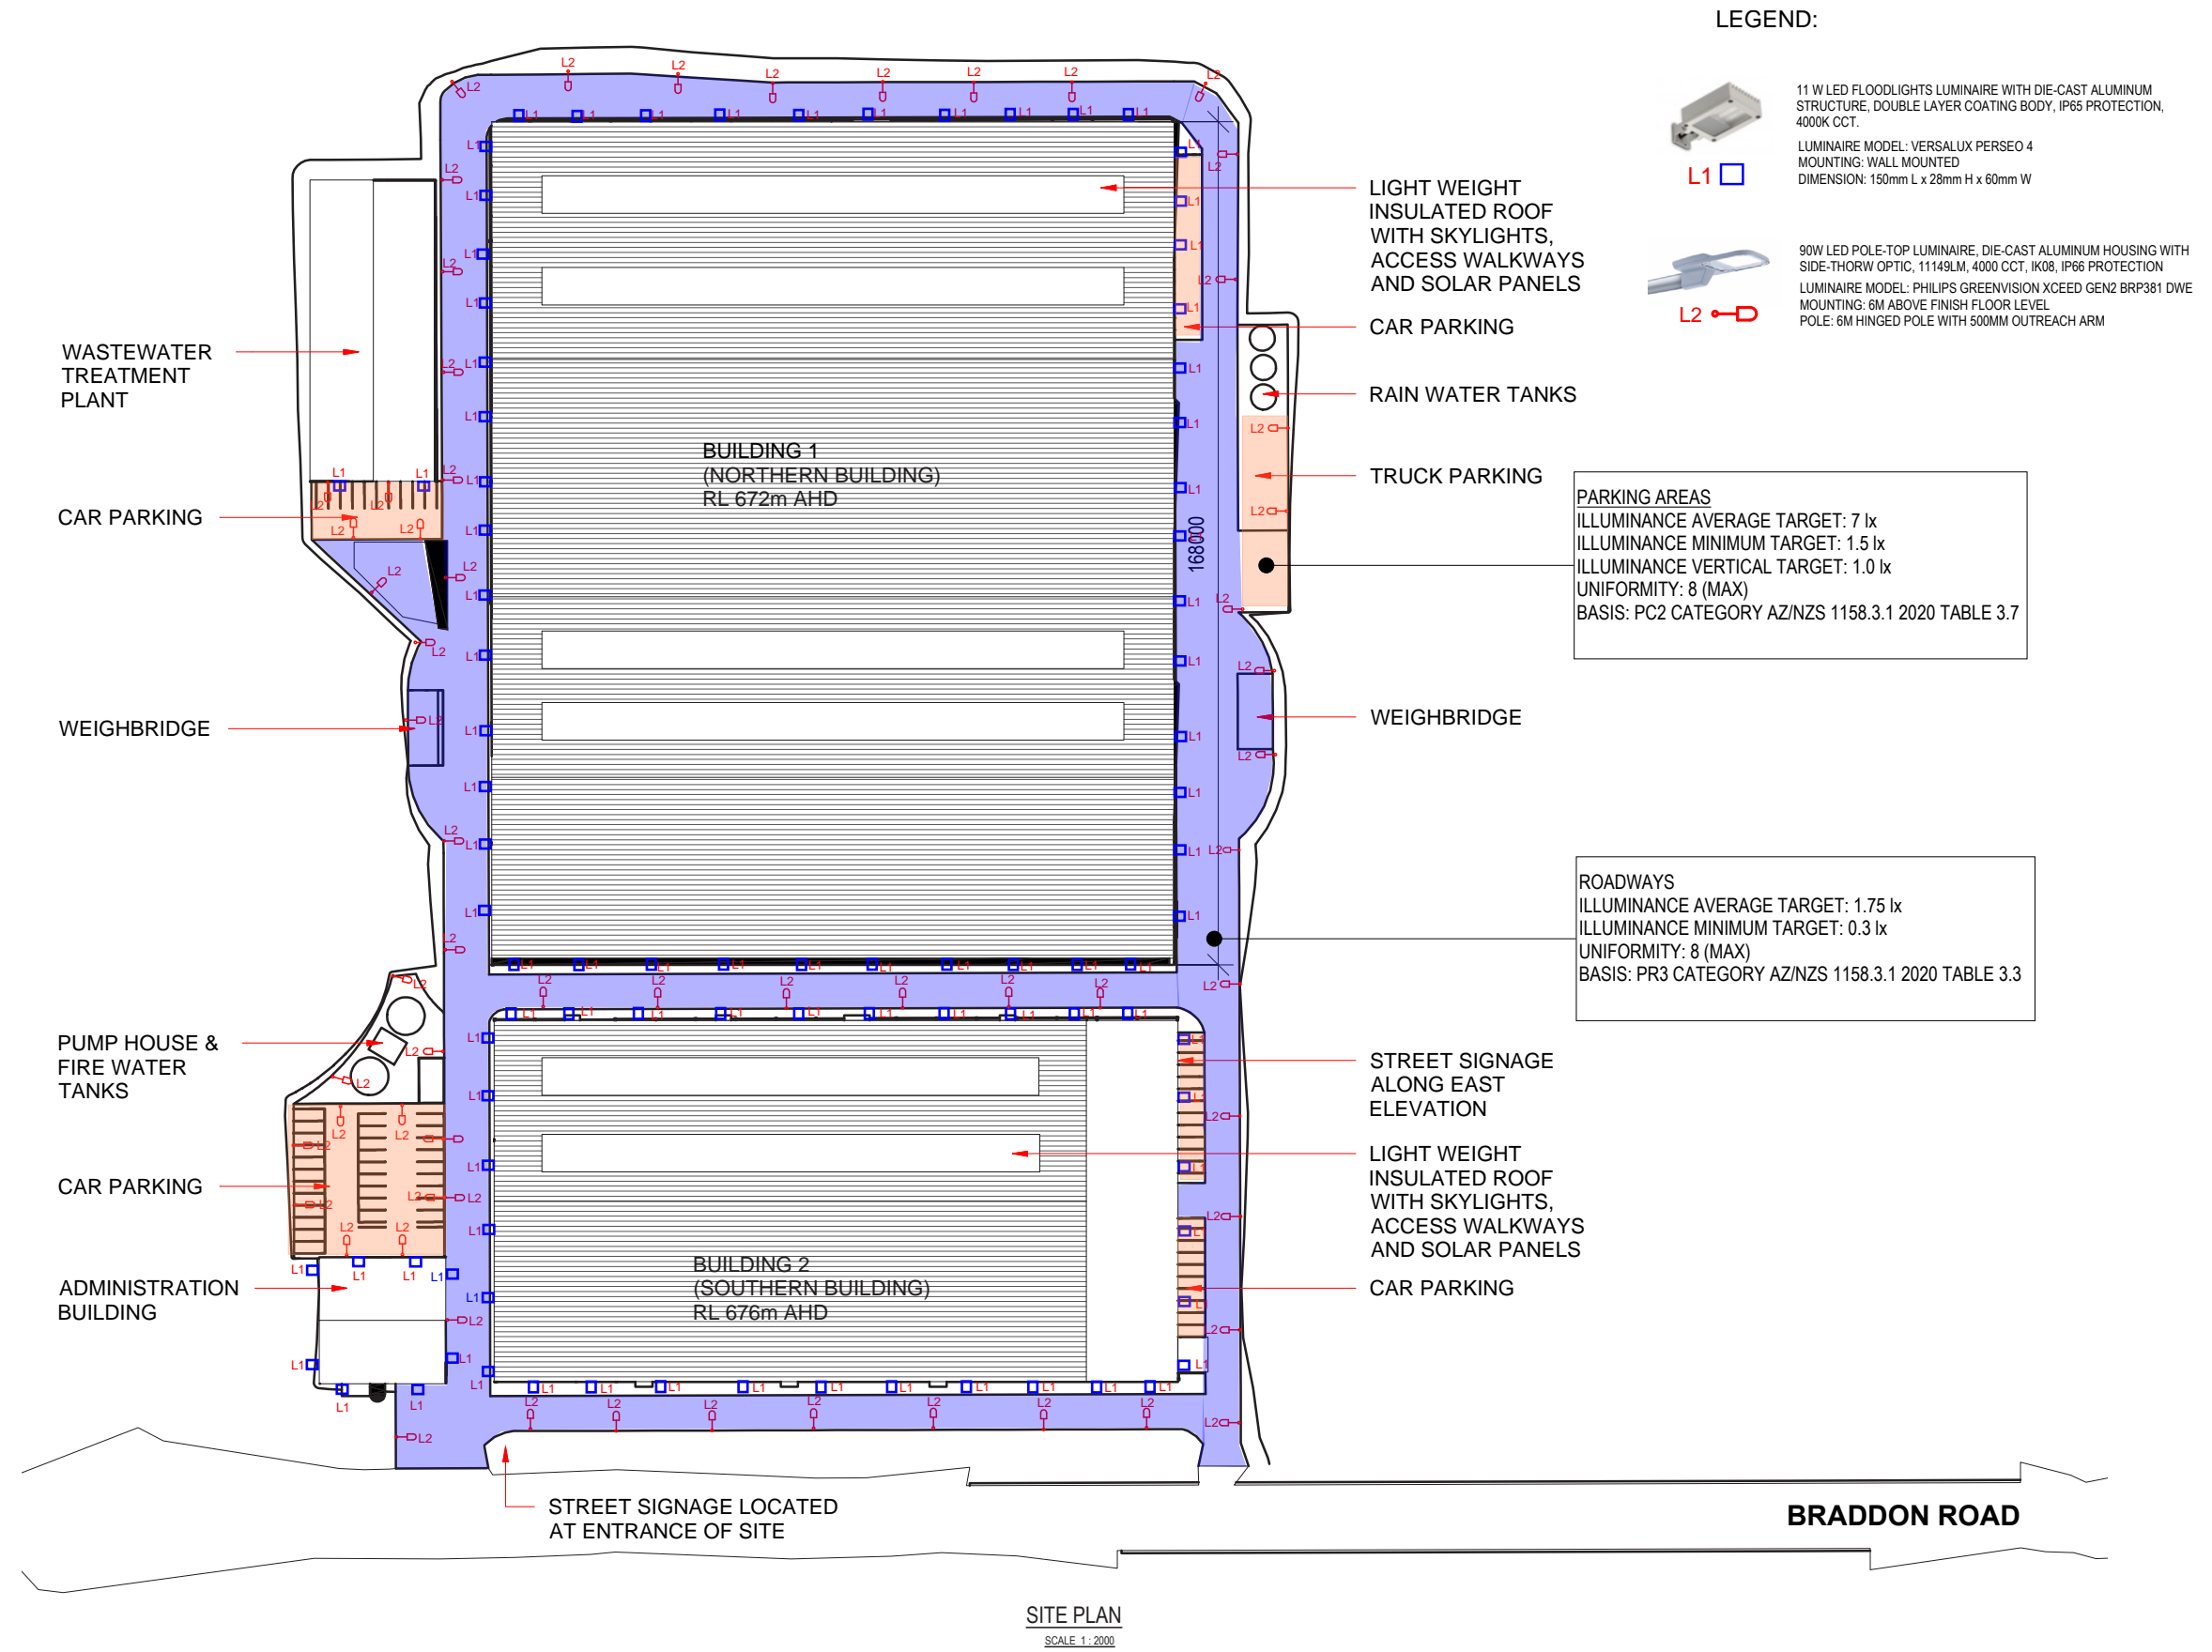 LEGEND:
11 W LED FLOODLIGHTS LUMINAIRE WITH DIE-CAST ALUMINUM
STRUCTURE, DOUBLE LAYER COATING BODY, IP65 PROTECTION,
4000K CCT.
LUMINAIRE MODEL: VERSALUX PERSEO 4
MOUNTING: WALL MOUNTED
DIMENSION: 150mm L x 28mm H x 60mm W
L1
90W LED POLE-TOP LUMINAIRE, DIE-CAST ALUMINUM HOUSING WITH
SIDE-THORW OPTIC, 11149LM, 4000 CCT, IK08, IP66 PROTECTION
LUMINAIRE MODEL: PHILIPS GREENVISION XCEED GEN2 BRP381 DWE
MOUNTING: 6M ABOVE FINISH FLOOR LEVEL
POLE: 6M HINGED POLE WITH 500MM OUTREACH ARM
L2
LIGHT WEIGHT
INSULATED ROOF
WITH SKYLIGHTS,
ACCESS WALKWAYS
AND SOLAR PANELS
CAR PARKING
RAIN WATER TANKS
TRUCK PARKING
WASTEWATER
TREATMENT
PLANT
CAR PARKING
WEIGHBRIDGE
BUILDING 1
(NORTHERN BUILDING)
RL 672m AHD
168000
PARKING AREAS
ILLUMINANCE AVERAGE TARGET: 7 lx
ILLUMINANCE MINIMUM TARGET: 1.5 lx
ILLUMINANCE VERTICAL TARGET: 1.0 lx
UNIFORMITY: 8 (MAX)
BASIS: PC2 CATEGORY AZ/NZS 1158.3.1 2020 TABLE 3.7
WEIGHBRIDGE
ROADWAYS
ILLUMINANCE AVERAGE TARGET: 1.75 lx
ILLUMINANCE MINIMUM TARGET: 0.3 lx
UNIFORMITY: 8 (MAX)
BASIS: PR3 CATEGORY AZ/NZS 1158.3.1 2020 TABLE 3.3
PUMP HOUSE &
FIRE WATER
TANKS
CAR PARKING
ADMINISTRATION
BUILDING
BUILDING 2
(SOUTHERN BUILDING)
RL 676m AHD
STREET SIGNAGE
ALONG EAST
ELEVATION
LIGHT WEIGHT
INSULATED ROOF
WITH SKYLIGHTS,
ACCESS WALKWAYS
AND SOLAR PANELS
CAR PARKING
STREET SIGNAGE LOCATED
AT ENTRANCE OF SITE
BRADDON ROAD
SITE PLAN
SCALE 1 : 2000